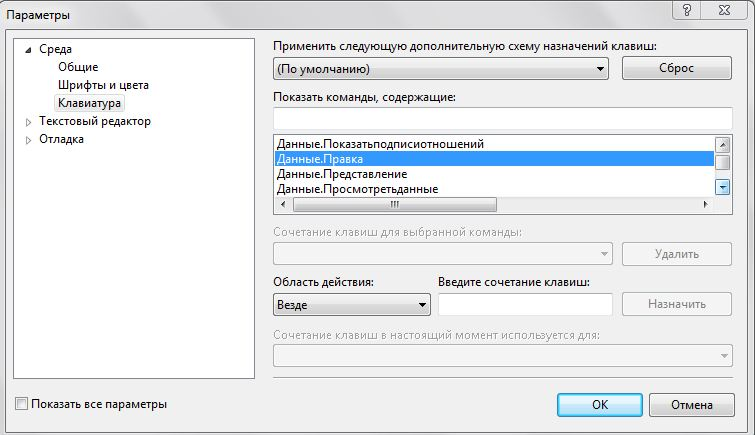 Параметры
Среда
Общие
Шрифты и цвета
Клавиатура
Текстовый редактор
Отладка
Применить следующую дополнительную схему назначений клавиш:
(По умолчанию)
Сброс
Показать команды, содержащие:
Данные.Показатьподписиотношений
Данные.Правка
Данные.Представление
Данные.Просмотретьданные
Сочетание клавиш для выбранной команды:
Удалить
Область действия:
Введите сочетание клавиш:
Везде
Назначить
Сочетание клавиш в настоящий момент используется для:
Показать все параметры
ОК
Отмена